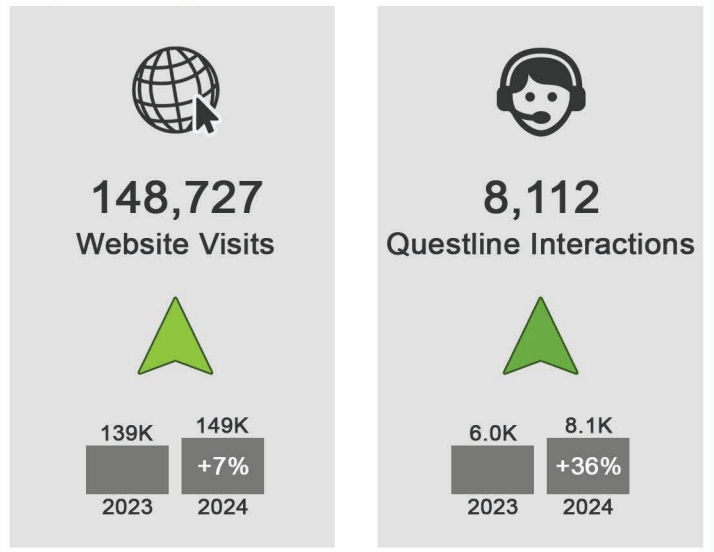 148,727
Website Visits
139K
149K
+7%
2023
2024
8,112
Questline Interactions
6.0K
8.1K
+36%
2023
2024